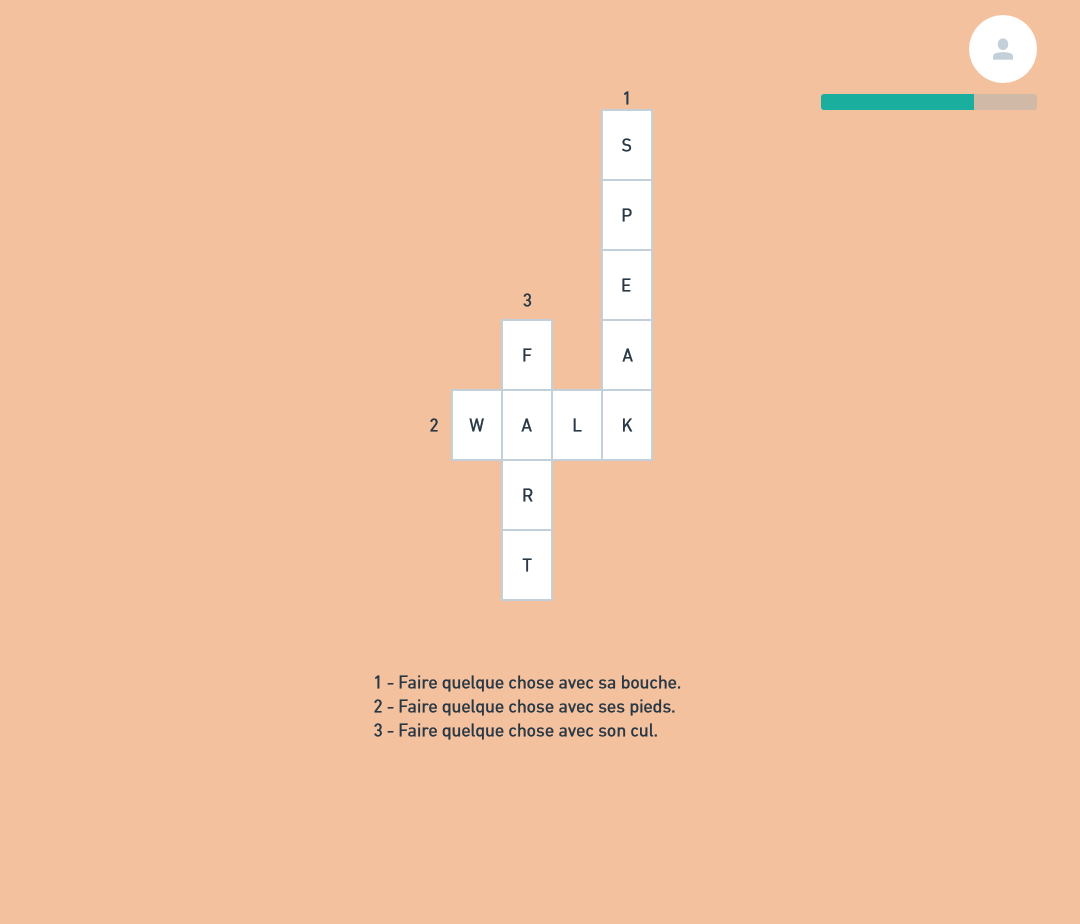 1
S
P
E
3
F A
2 W A L K
R
T
1 - Faire quelque chose avec sa bouche.
2 - Faire quelque chose avec ses pieds.
3 - Faire quelque chose avec son cul.